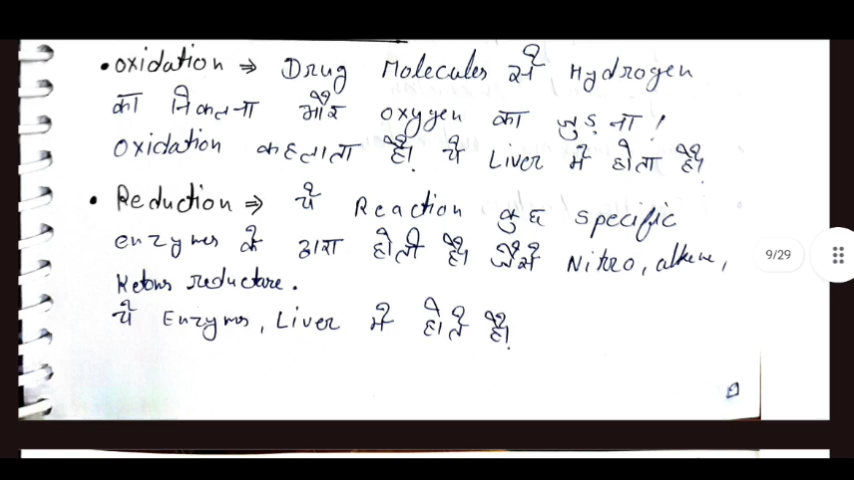 • Oxidation ⇒ Drug Molecules से Hydrogen
का निकलना और oxygen का जुड़ना!
Oxidation कहलाता है। ये Liver में होता है।
• Reduction ⇒ ये Reaction कुछ specific
enzymes के द्वारा होती है। जैसे Nitro, alkene,
Ketons reductase.
ये Enzymes, Liver में होते है।
9/29